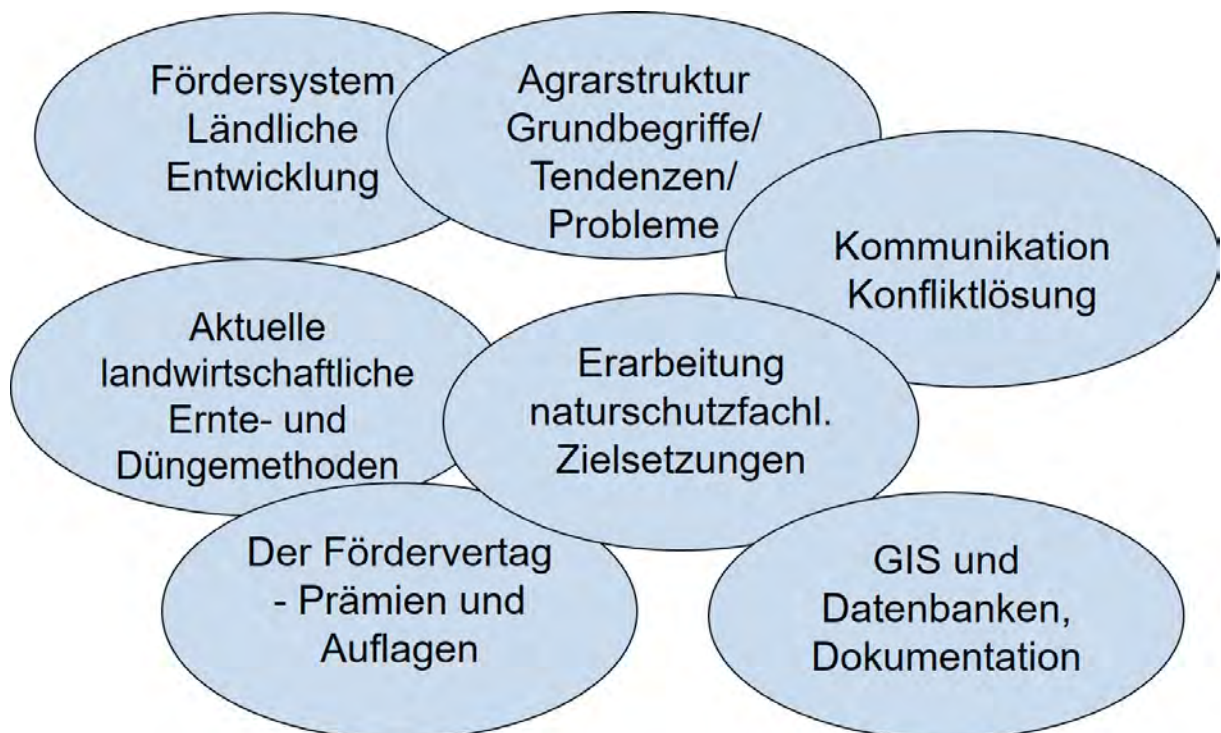 Fördersystem
Ländliche
Entwicklung
Agrarstruktur
Grundbegriffe/
Tendenzen/
Probleme
Kommunikation
Konfliktlösung
Aktuelle
landwirtschaftliche
Ernte- und
Düngemethoden
Erarbeitung
naturschutzfachl.
Zielsetzungen
Der Fördervertag
- Prämien und
Auflagen
GIS und
Datenbanken,
Dokumentation